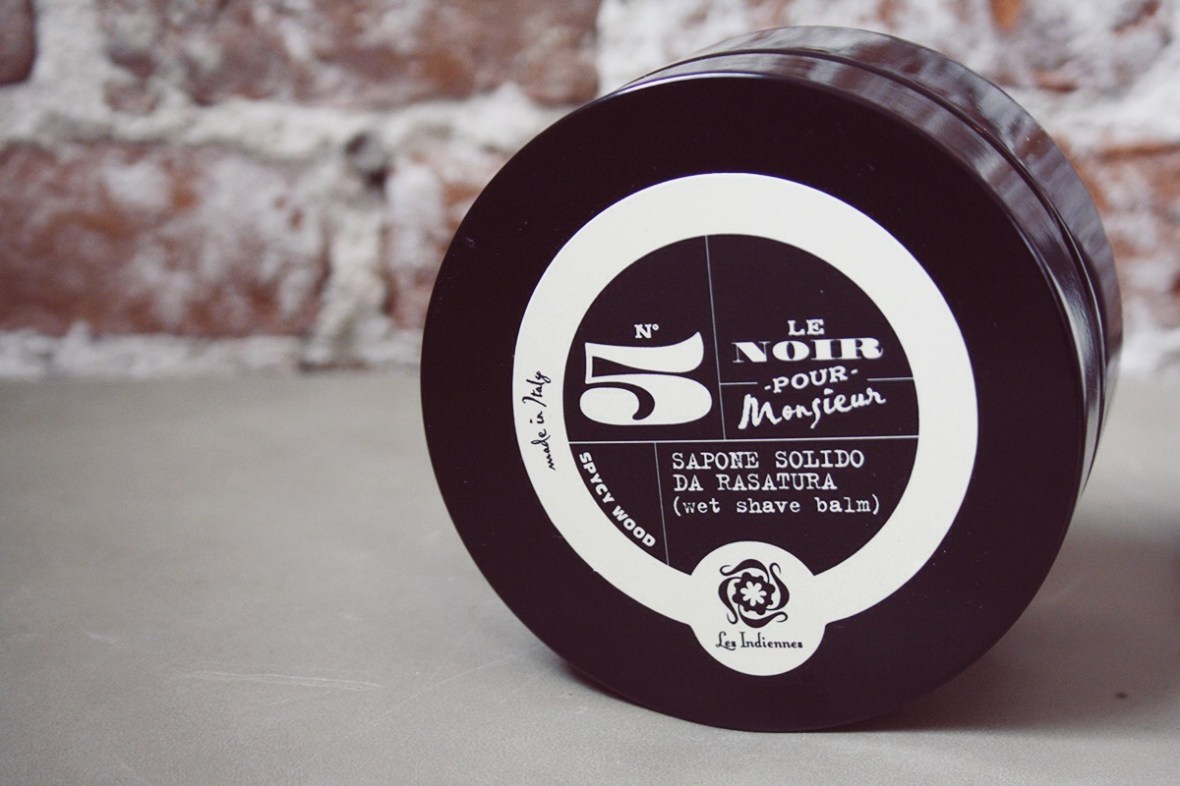 N°
5
LE
NOIR
-POUR-
Monsieur
made in Italy
SPYCY WOOD
SAPONE SOLIDO
DA RASATURA
(wet shave balm)
Les Indiennes